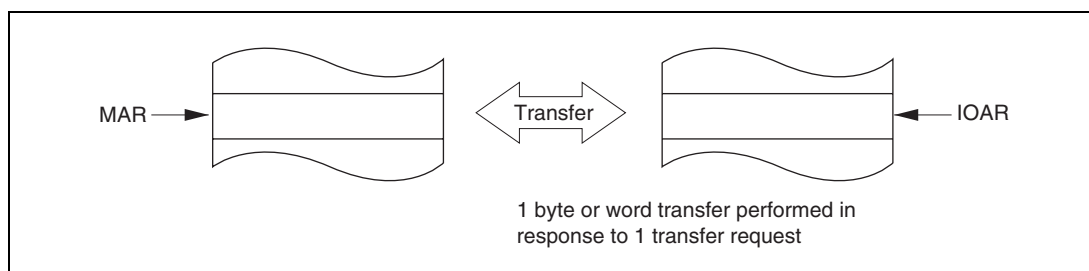 MAR
Transfer
IOAR
1 byte or word transfer performed in
response to 1 transfer request